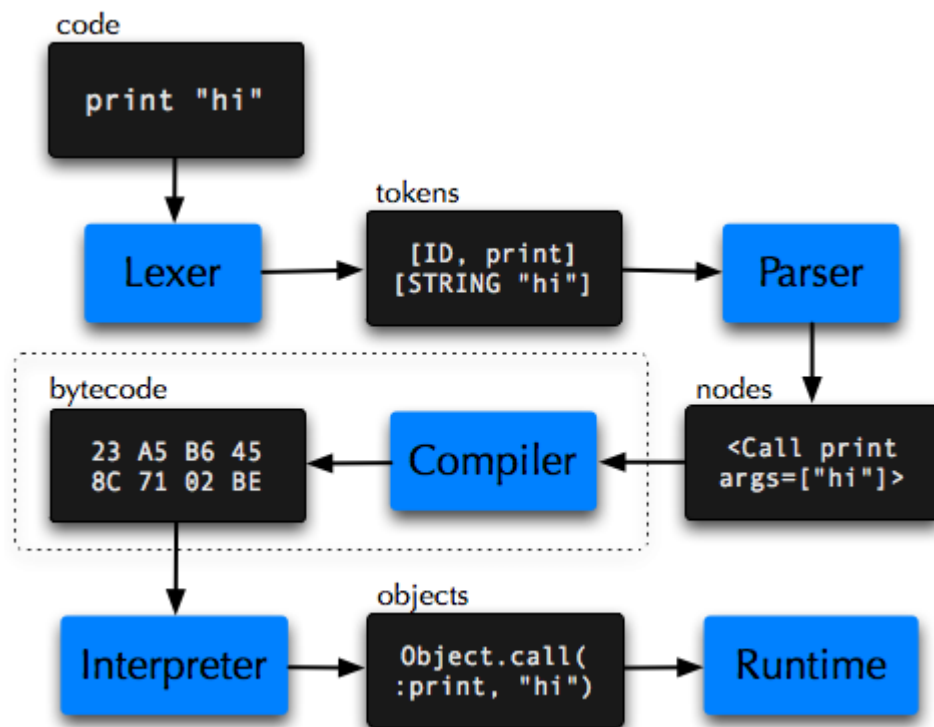 code
print "hi"
tokens
Lexer
[ID, print]
[STRING "hi"]
Parser
bytecode
nodes
23 A5 B6 45
8C 71 02 BE
Compiler
<Call print
args=["hi"]>
objects
Interpreter
Object.call(
:print, "hi")
Runtime